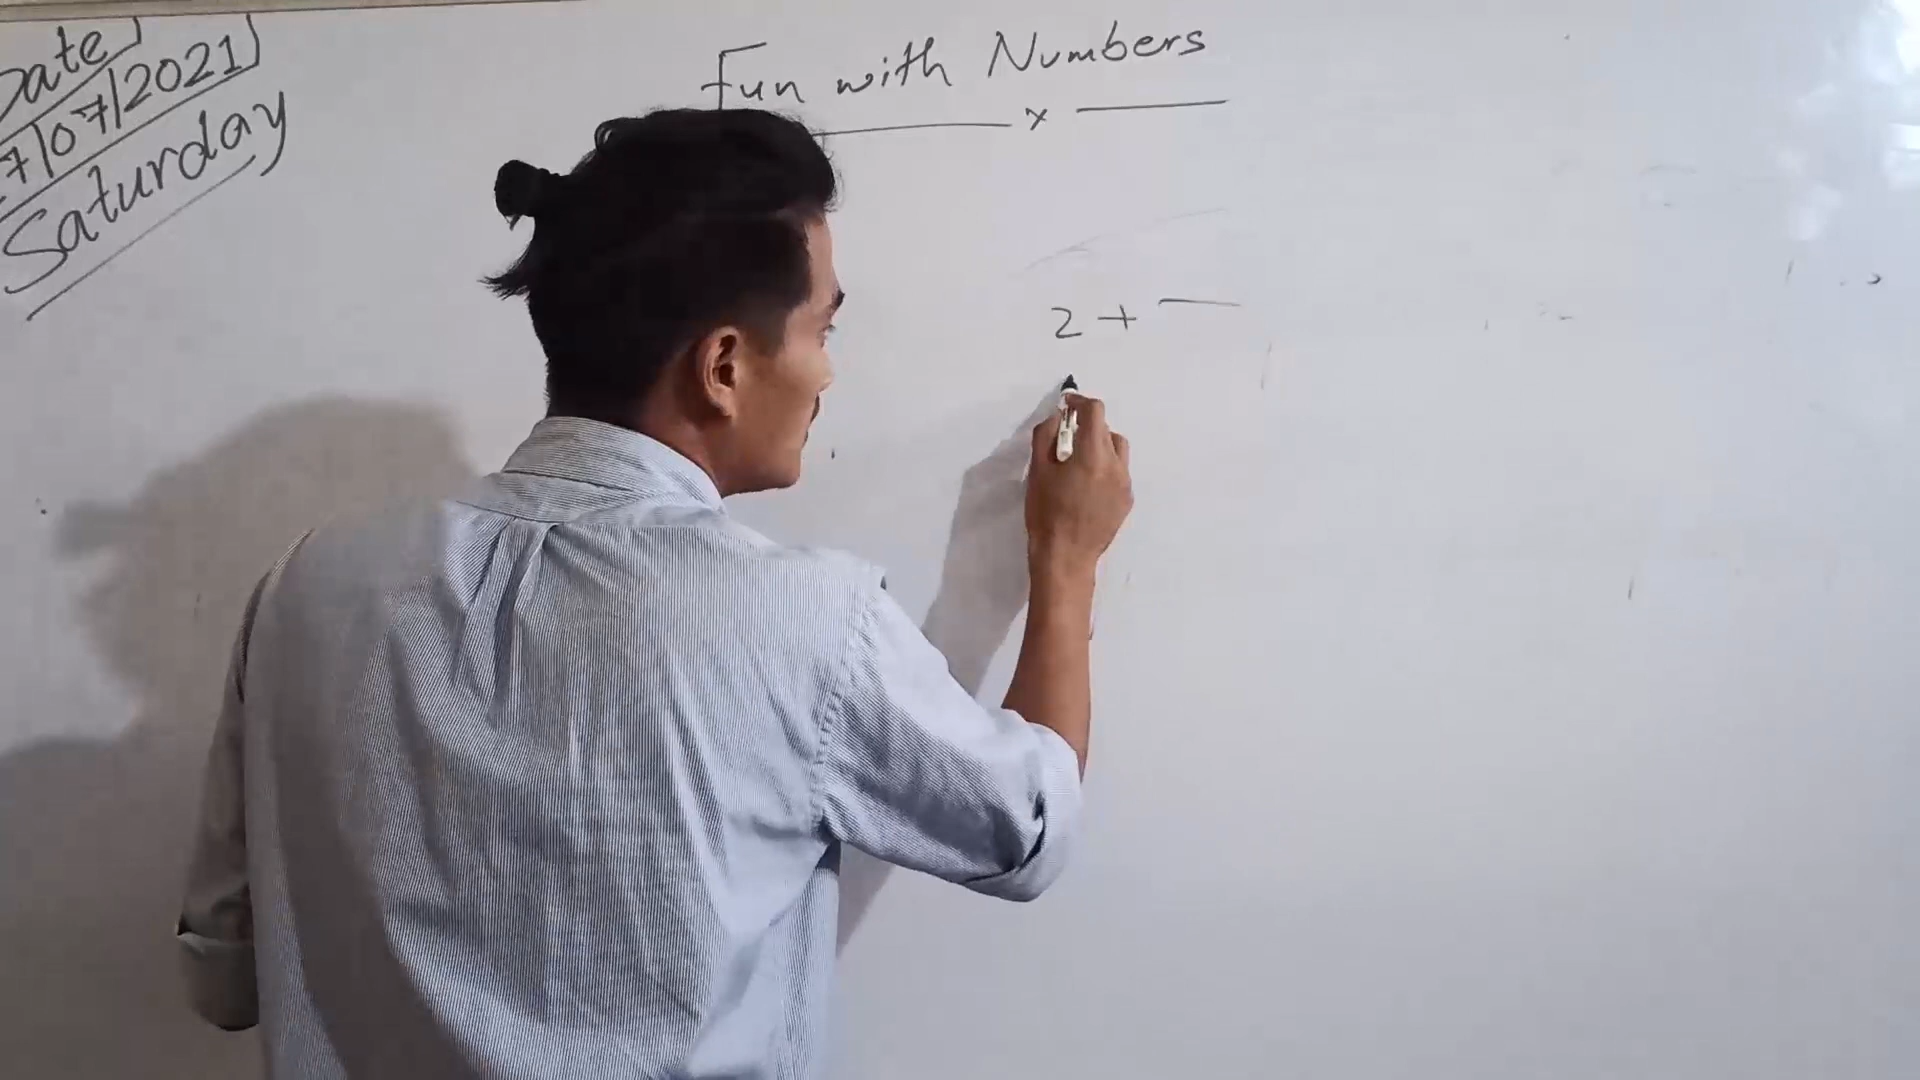 Date
7/07/2021
Saturday
Fun with Numbers
x
2 +